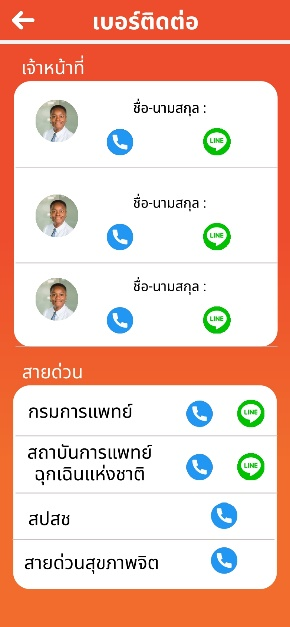 เบอร์ติดต่อ
เจ้าหน้าที่
ชื่อ-นามสกุล :
LINE
ชื่อ-นามสกุล :
LINE
ชื่อ-นามสกุล :
LINE
สายด่วน
กรมการแพทย์
LINE
สถาบันการแพทย์
ฉุกเฉินแห่งชาติ
LINE
สปสช
สายด่วนสุขภาพจิต